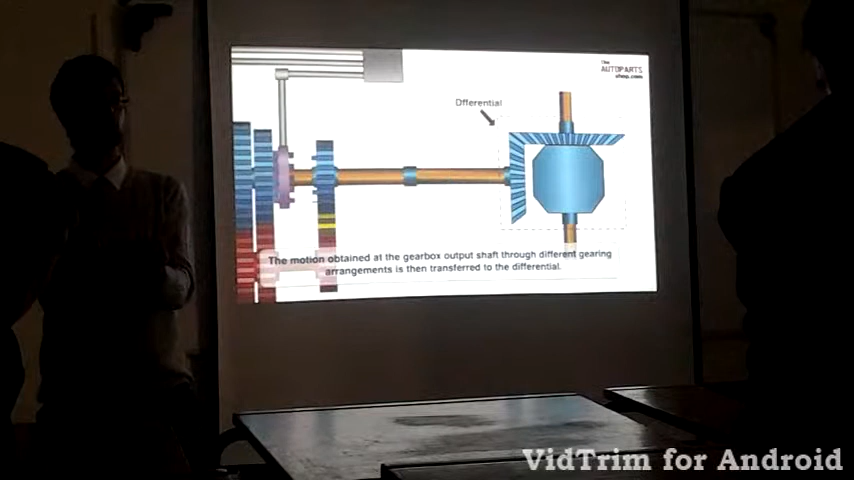 The
AUTOPARTS
shop.com
Dfferential
The motion obtained at the gearbox output shaft through different gearing
arrangements is then transferred to the differential.
VidTrim for Android